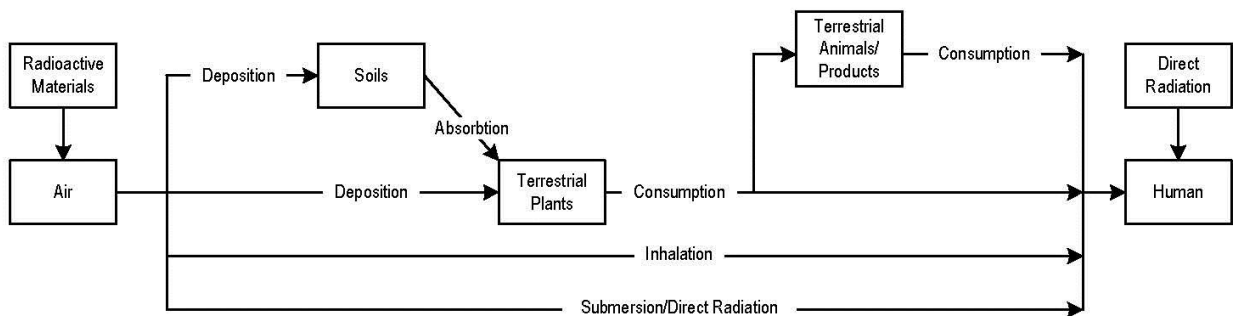 Radioactive
Materials
Deposition
Soils
Terrestrial
Animals/
Products
Consumption
Direct
Radiation
Absorbtion
Air
Deposition
Terrestrial
Plants
Consumption
Human
Inhalation
Submersion/Direct Radiation